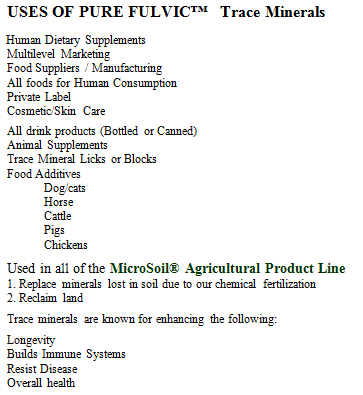 USES OF PURE FULVIC™ Trace Minerals
Human Dietary Supplements
Multilevel Marketing
Food Suppliers / Manufacturing
All foods for Human Consumption
Private Label
Cosmetic/Skin Care
All drink products (Bottled or Canned)
Animal Supplements
Trace Mineral Licks or Blocks
Food Additives
Dog/cats
Horse
Cattle
Pigs
Chickens
Used in all of the MicroSoil® Agricultural Product Line
1. Replace minerals lost in soil due to our chemical fertilization
2. Reclaim land
Trace minerals are known for enhancing the following:
Longevity
Builds Immune Systems
Resist Disease
Overall health